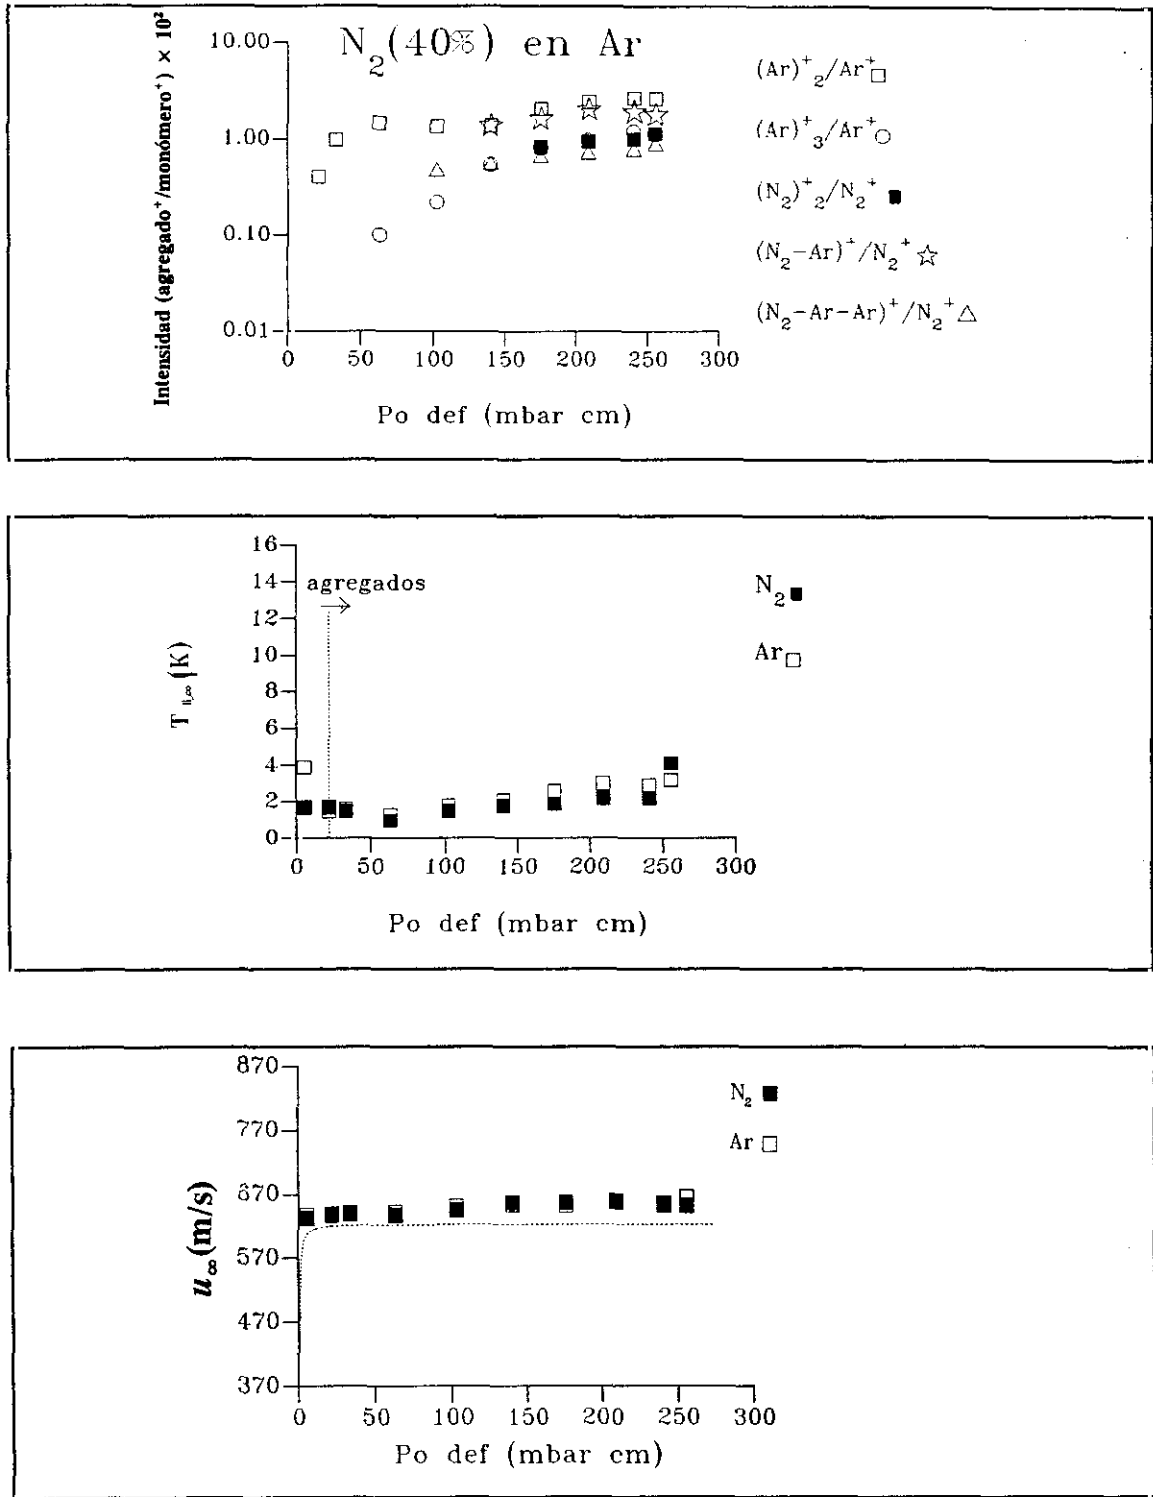 N2(40%) en Ar
Intensidad (agregado+/monómero+) × 10²
10.00
1.00
0.10
0.01
0 50 100 150 200 250 300
Po def (mbar cm)
(Ar)+2/Ar+ □
(Ar)+3/Ar+ ○
(N2)+2/N2+ ■
(N2-Ar)+/N2+ ☆
(N2-Ar-Ar)+/N2+ △
T∥,∞ (K)
16
14
12
10
8
6
4
2
0
agregados
0 50 100 150 200 250 300
Po def (mbar cm)
N2 ■
Ar □
u∞ (m/s)
870
770
670
570
470
370
0 50 100 150 200 250 300
Po def (mbar cm)
N2 ■
Ar □